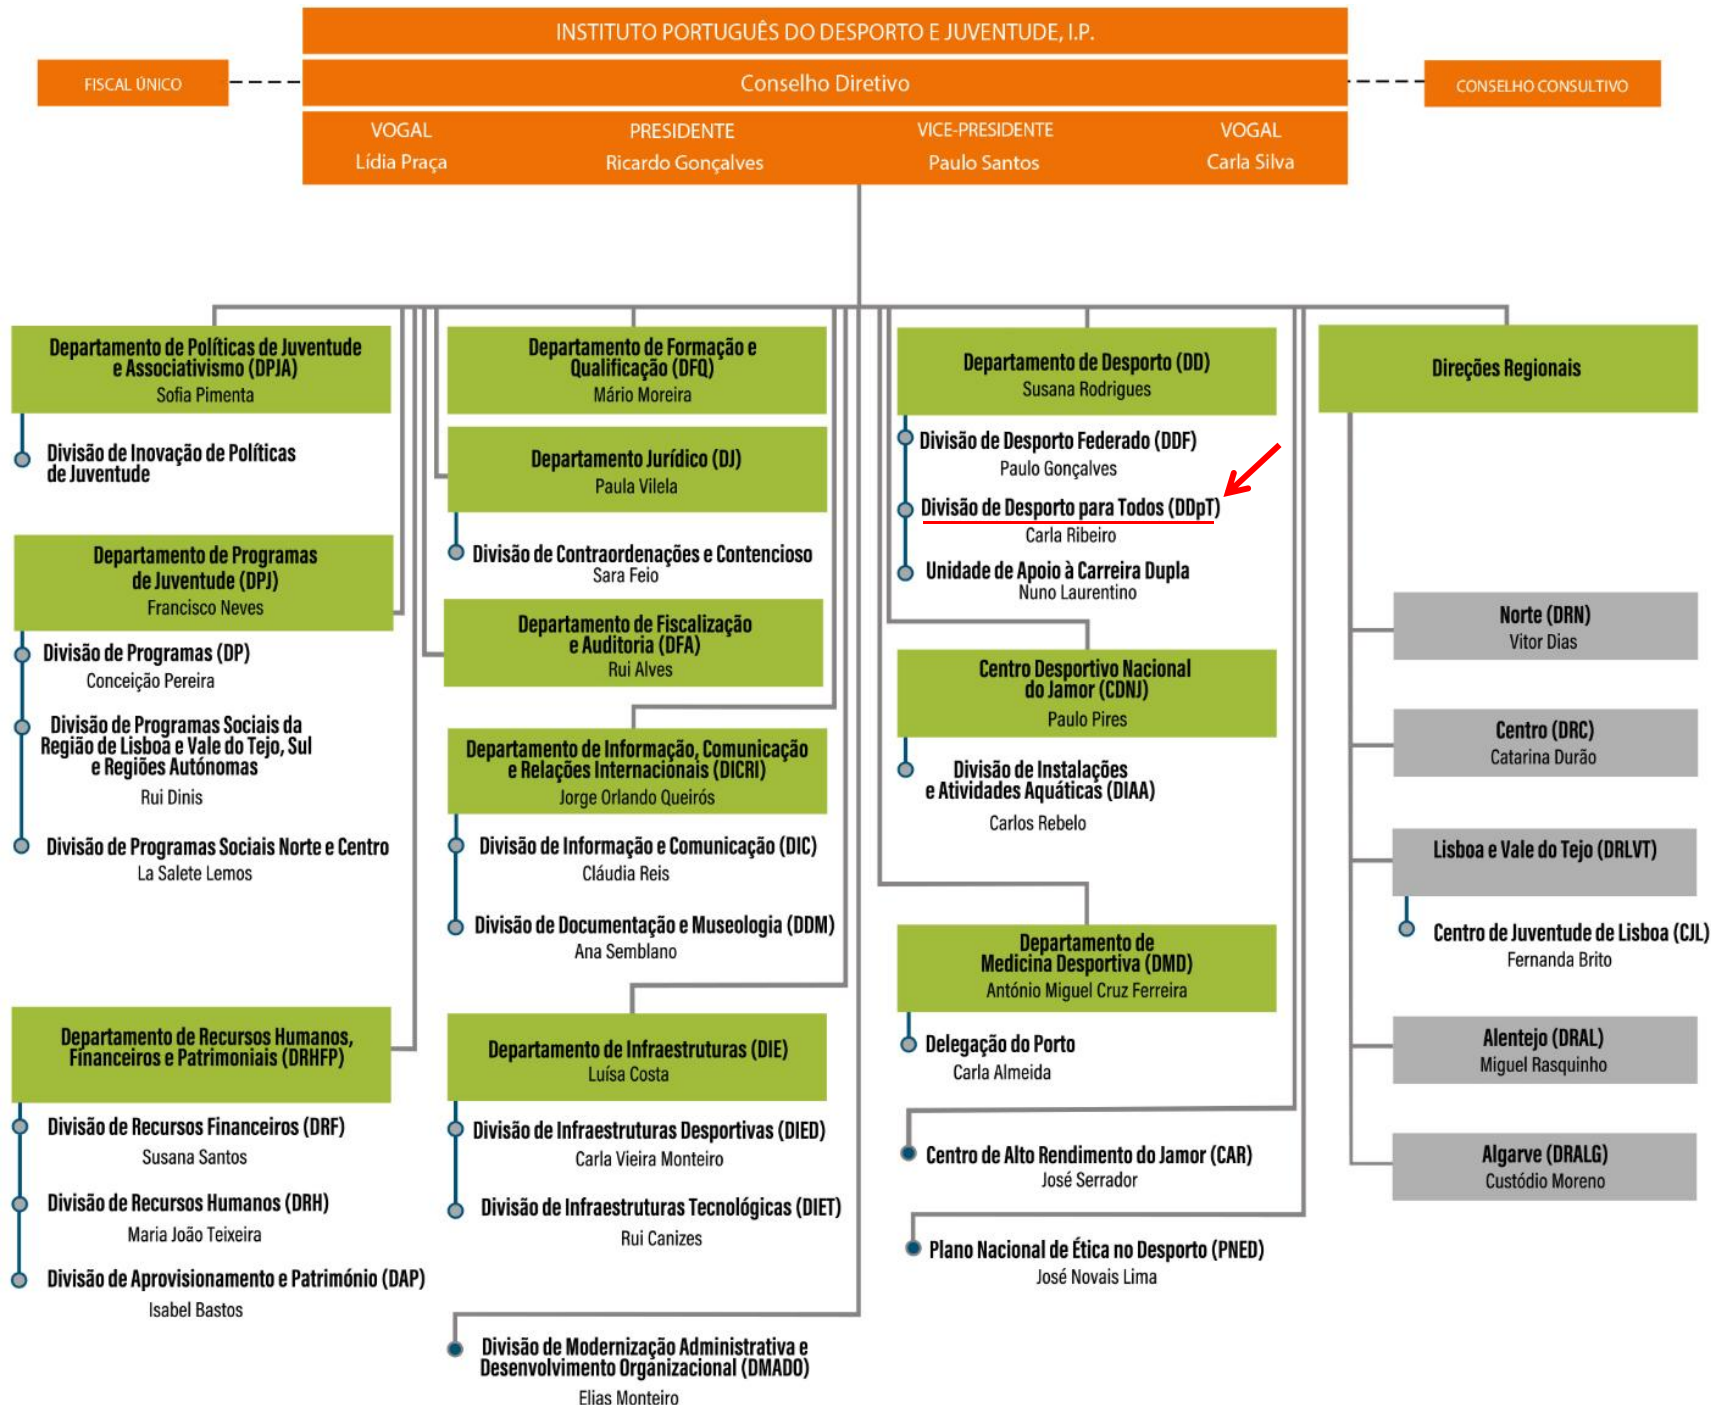 INSTITUTO PORTUGUÊS DO DESPORTO E JUVENTUDE, I.P.
FISCAL ÚNICO
Conselho Diretivo
CONSELHO CONSULTIVO
VOGAL
Lídia Praça
PRESIDENTE
Ricardo Gonçalves
VICE-PRESIDENTE
Paulo Santos
VOGAL
Carla Silva
Departamento de Políticas de Juventude
e Associativismo (DPJA)
Sofia Pimenta
Divisão de Inovação de Políticas
de Juventude
Departamento de Programas
de Juventude (DPJ)
Francisco Neves
Divisão de Programas (DP)
Conceição Pereira
Divisão de Programas Sociais da
Região de Lisboa e Vale do Tejo, Sul
e Regiões Autónomas
Rui Dinis
Divisão de Programas Sociais Norte e Centro
La Salete Lemos
Departamento de Recursos Humanos,
Financeiros e Patrimoniais (DRHFP)
Divisão de Recursos Financeiros (DRF)
Susana Santos
Divisão de Recursos Humanos (DRH)
Maria João Teixeira
Divisão de Aprovisionamento e Património (DAP)
Isabel Bastos
Departamento de Formação e
Qualificação (DFQ)
Mário Moreira
Departamento Jurídico (DJ)
Paula Vilela
Divisão de Contraordenações e Contencioso
Sara Feio
Departamento de Fiscalização
e Auditoria (DFA)
Rui Alves
Departamento de Informação, Comunicação
e Relações Internacionais (DICRI)
Jorge Orlando Queirós
Divisão de Informação e Comunicação (DIC)
Cláudia Reis
Divisão de Documentação e Museologia (DDM)
Ana Semblano
Departamento de Infraestruturas (DIE)
Luísa Costa
Divisão de Infraestruturas Desportivas (DIED)
Carla Vieira Monteiro
Divisão de Infraestruturas Tecnológicas (DIET)
Rui Canizes
Divisão de Modernização Administrativa e
Desenvolvimento Organizacional (DMADO)
Elias Monteiro
Departamento de Desporto (DD)
Susana Rodrigues
Divisão de Desporto Federado (DDF)
Paulo Gonçalves
Divisão de Desporto para Todos (DDpT)
Carla Ribeiro
Unidade de Apoio à Carreira Dupla
Nuno Laurentino
Centro Desportivo Nacional
do Jamor (CDNJ)
Paulo Pires
Divisão de Instalações
e Atividades Aquáticas (DIAA)
Carlos Rebelo
Departamento de
Medicina Desportiva (DMD)
António Miguel Cruz Ferreira
Delegação do Porto
Carla Almeida
Centro de Alto Rendimento do Jamor (CAR)
José Serrador
Plano Nacional de Ética no Desporto (PNED)
José Novais Lima
Direções Regionais
Norte (DRN)
Vitor Dias
Centro (DRC)
Catarina Durão
Lisboa e Vale do Tejo (DRLVT)
Centro de Juventude de Lisboa (CJL)
Fernanda Brito
Alentejo (DRAL)
Miguel Rasquinho
Algarve (DRALG)
Custódio Moreno